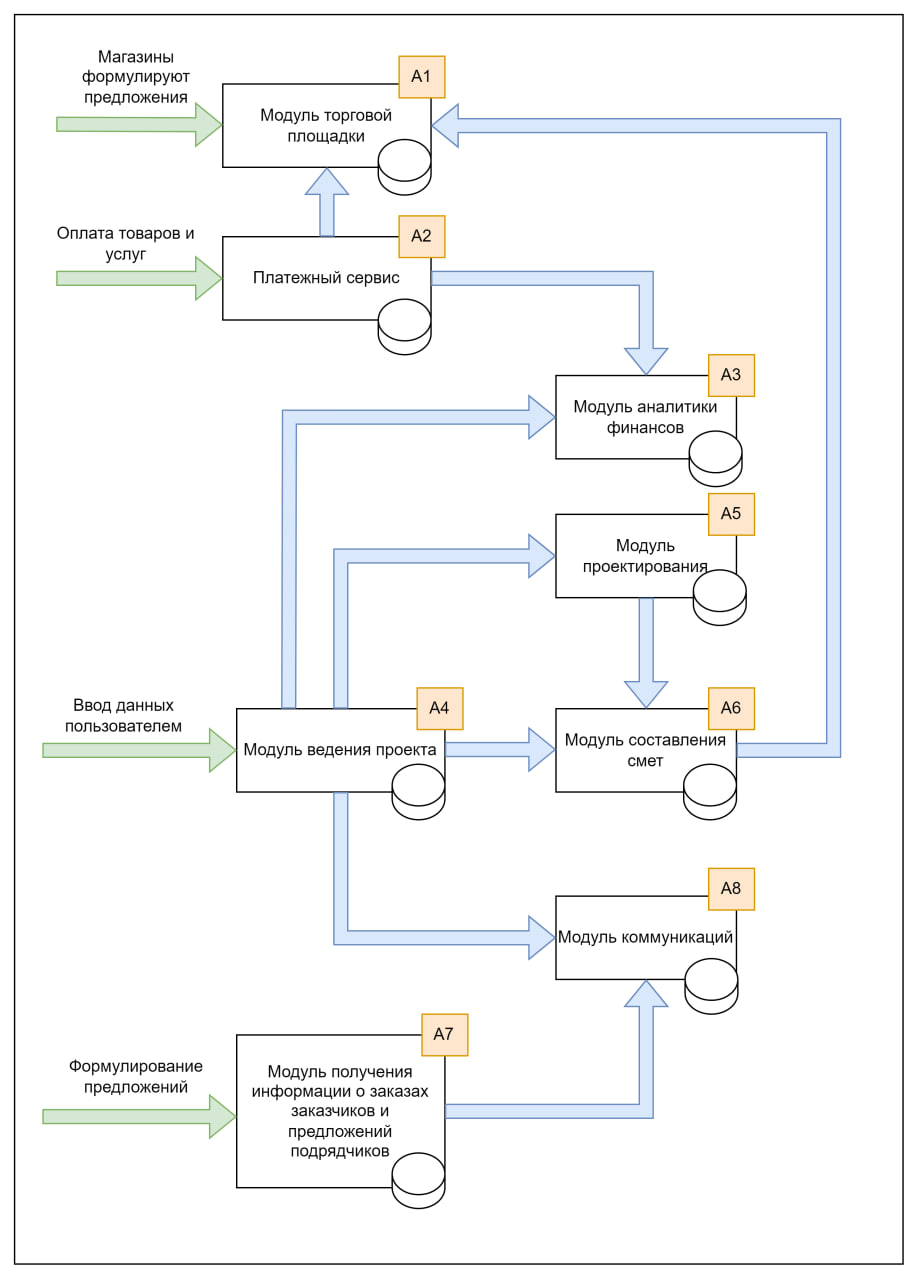 Магазины
формулируют
предложения
A1
Модуль торговой
площадки
Оплата товаров и
услуг
A2
Платежный сервис
A3
Модуль аналитики
финансов
A5
Модуль
проектирования
Ввод данных
пользователем
A4
Модуль ведения проекта
A6
Модуль составления
смет
A8
Модуль коммуникаций
Формулирование
предложений
A7
Модуль получения
информации о заказах
заказчиков и
предложений
подрядчиков